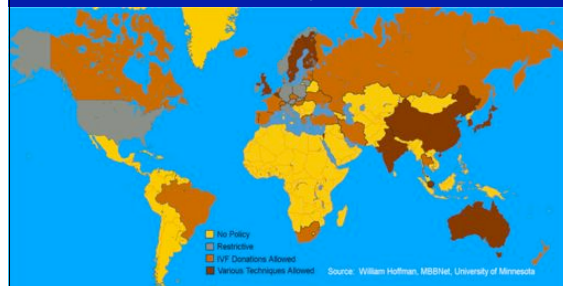 No Policy
Restrictive
IVF Donations Allowed
Various Techniques Allowed
Source: William Hoffman, MBBNet, University of Minnesota